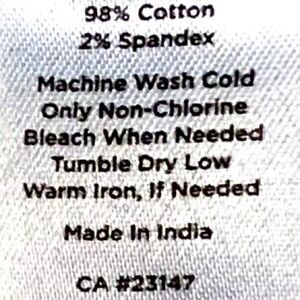 98% Cotton
2% Spandex
Machine Wash Cold
Only Non-Chlorine
Bleach When Needed
Tumble Dry Low
Warm Iron, If Needed
Made In India
CA #23147